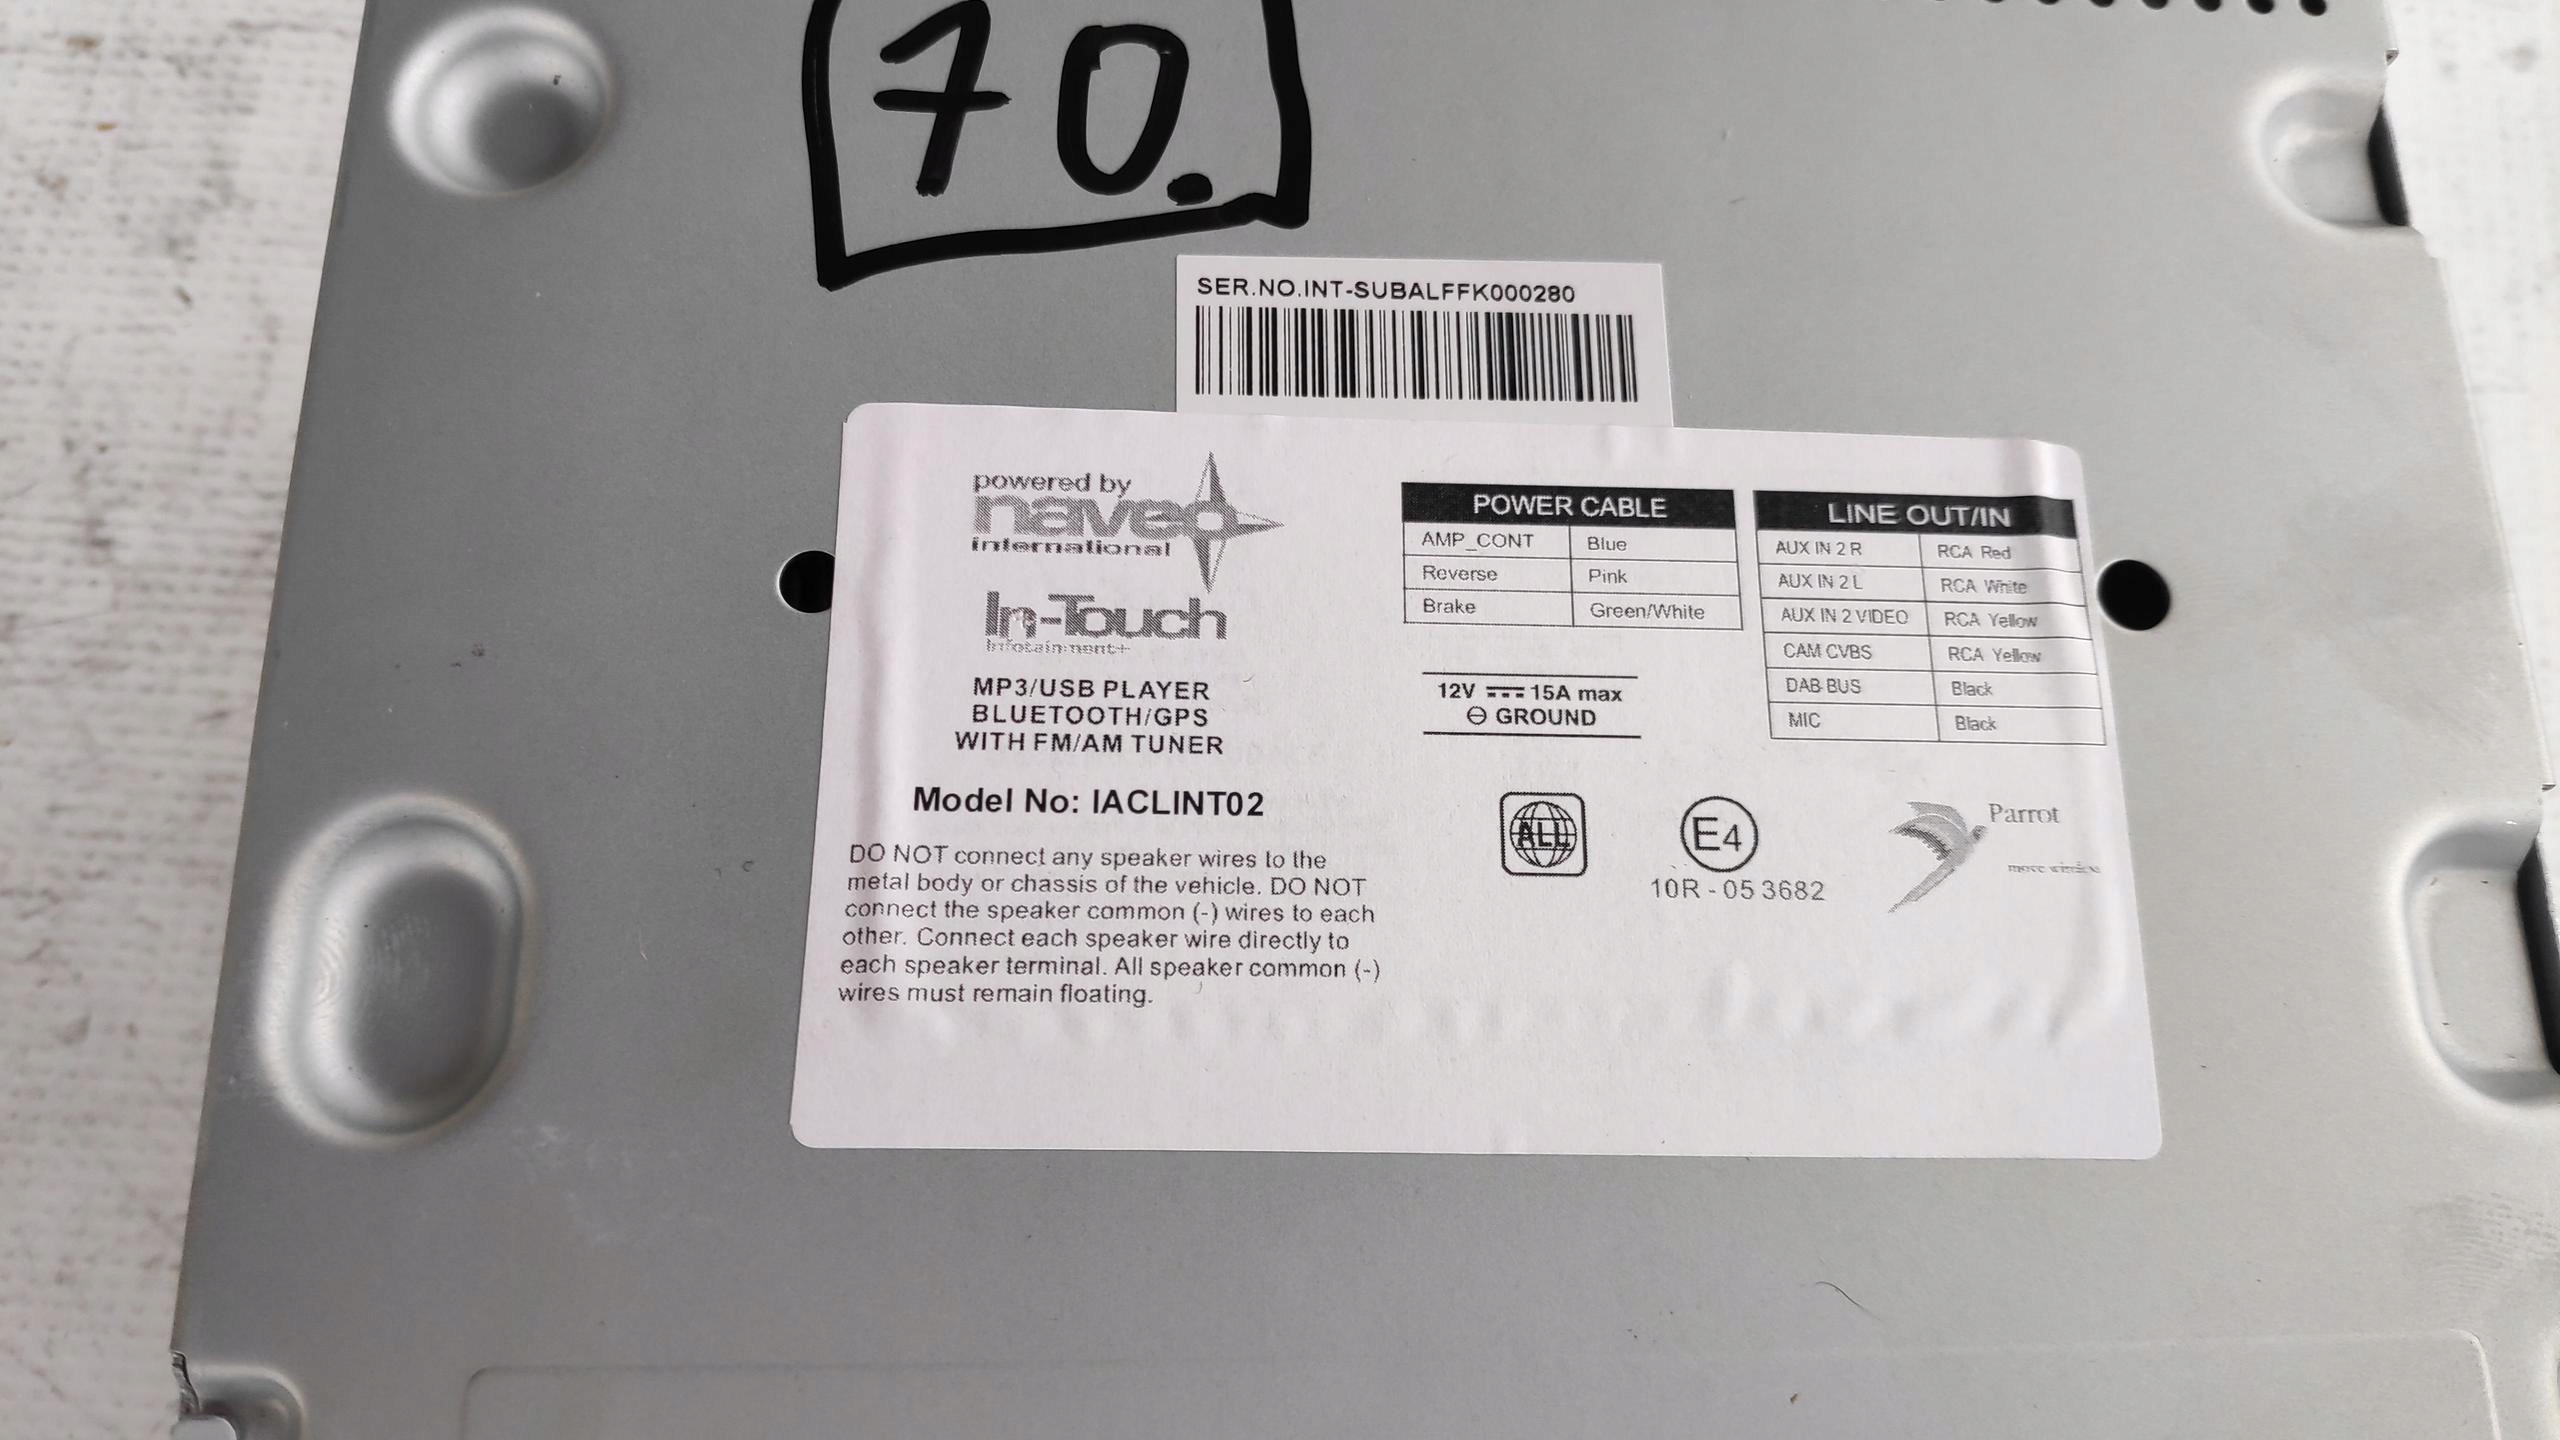 70.
SER.NO.INT-SUBALFFK000280
powered by
naveo
international
In-Touch
Infotainment+
MP3/USB PLAYER
BLUETOOTH/GPS
WITH FM/AM TUNER
Model No: IACLINT02
DO NOT connect any speaker wires to the
metal body or chassis of the vehicle. DO NOT
connect the speaker common (-) wires to each
other. Connect each speaker wire directly to
each speaker terminal. All speaker common (-)
wires must remain floating.
POWER CABLE
AMP_CONT Blue
Reverse Pink
Brake Green/White
12V 15A max
⊖ GROUND
LINE OUT/IN
AUX IN 2 R RCA Red
AUX IN 2 L RCA White
AUX IN 2 VIDEO RCA Yellow
CAM CVBS RCA Yellow
DAB BUS Black
MIC Black
ALL
E4
10R - 05 3682
Parrot
move wireless